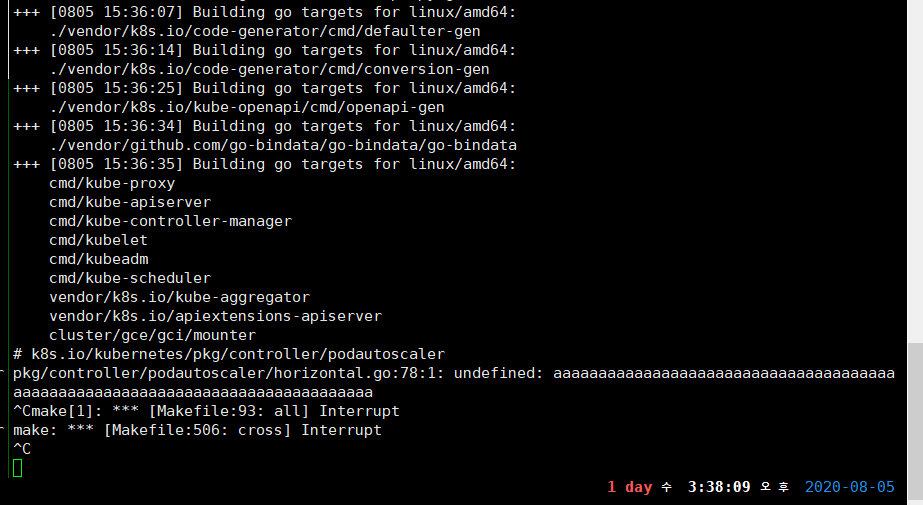 +++ [0805 15:36:07] Building go targets for linux/amd64:
    ./vendor/k8s.io/code-generator/cmd/defaulter-gen
+++ [0805 15:36:14] Building go targets for linux/amd64:
    ./vendor/k8s.io/code-generator/cmd/conversion-gen
+++ [0805 15:36:25] Building go targets for linux/amd64:
    ./vendor/k8s.io/kube-openapi/cmd/openapi-gen
+++ [0805 15:36:34] Building go targets for linux/amd64:
    ./vendor/github.com/go-bindata/go-bindata/go-bindata
+++ [0805 15:36:35] Building go targets for linux/amd64:
    cmd/kube-proxy
    cmd/kube-apiserver
    cmd/kube-controller-manager
    cmd/kubelet
    cmd/kubeadm
    cmd/kube-scheduler
    vendor/k8s.io/kube-aggregator
    vendor/k8s.io/apiextensions-apiserver
    cluster/gce/gci/mounter
# k8s.io/kubernetes/pkg/controller/podautoscaler
pkg/controller/podautoscaler/horizontal.go:78:1: undefined: aaaaaaaaaaaaaaaaaaaaaaaaaaaaaaaaaaaaaa
aaaaaaaaaaaaaaaaaaaaaaaaaaaaaaaaaaaaaaaa
^Cmake[1]: *** [Makefile:93: all] Interrupt
make: *** [Makefile:506: cross] Interrupt
^C
1 day 수 3:38:09 오후 2020-08-05